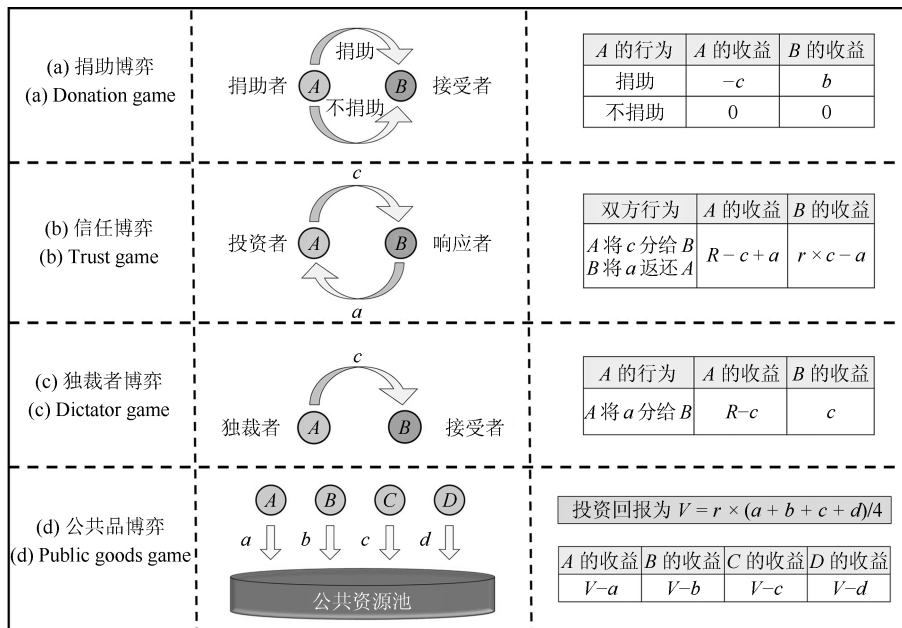 (a) 捐助博弈
(a) Donation game
捐助
捐助者 A B 接受者
不捐助
A 的行为 A 的收益 B 的收益
捐助 −c b
不捐助 0 0
(b) 信任博弈
(b) Trust game
c
投资者 A B 响应者
a
双方行为 A 的收益 B 的收益
A 将 c 分给 B
B 将 a 返还 A
R − c + a r × c − a
(c) 独裁者博弈
(c) Dictator game
c
独裁者 A B 接受者
A 的行为 A 的收益 B 的收益
A 将 a 分给 B R−c c
(d) 公共品博弈
(d) Public goods game
A B C D
a b c d
公共资源池
投资回报为 V = r × (a + b + c + d)/4
A 的收益 B 的收益 C 的收益 D 的收益
V−a V−b V−c V−d